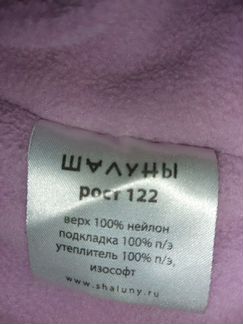 ШАЛУНЫ
рост 122
верх 100% нейлон
подкладка 100% п/э
утеплитель 100% п/э,
изософт
www.shaluny.ru